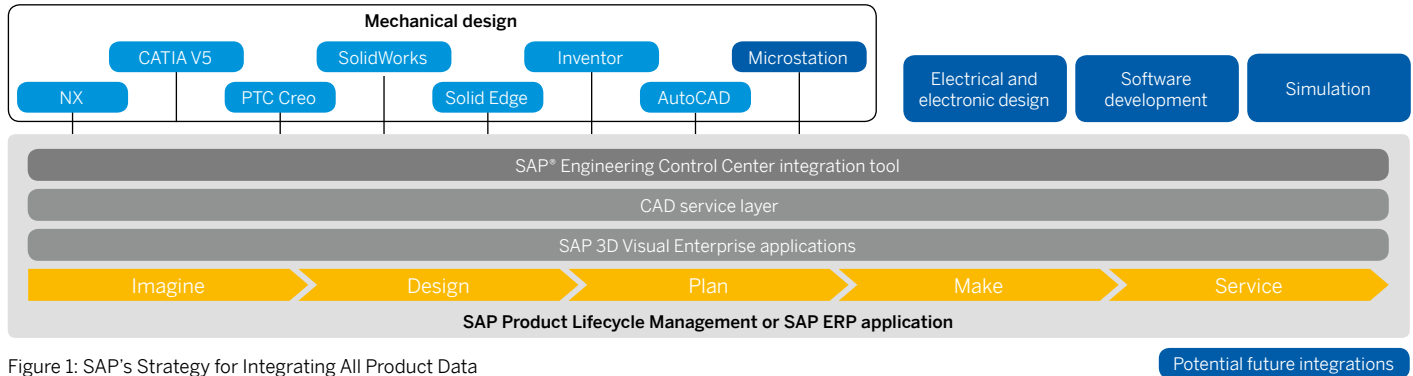 Mechanical design
CATIA V5
SolidWorks
Inventor
Microstation
NX
PTC Creo
Solid Edge
AutoCAD
Electrical and
electronic design
Software
development
Simulation
SAP® Engineering Control Center integration tool
CAD service layer
SAP 3D Visual Enterprise applications
Imagine
Design
Plan
Make
Service
SAP Product Lifecycle Management or SAP ERP application
Figure 1: SAP's Strategy for Integrating All Product Data
Potential future integrations